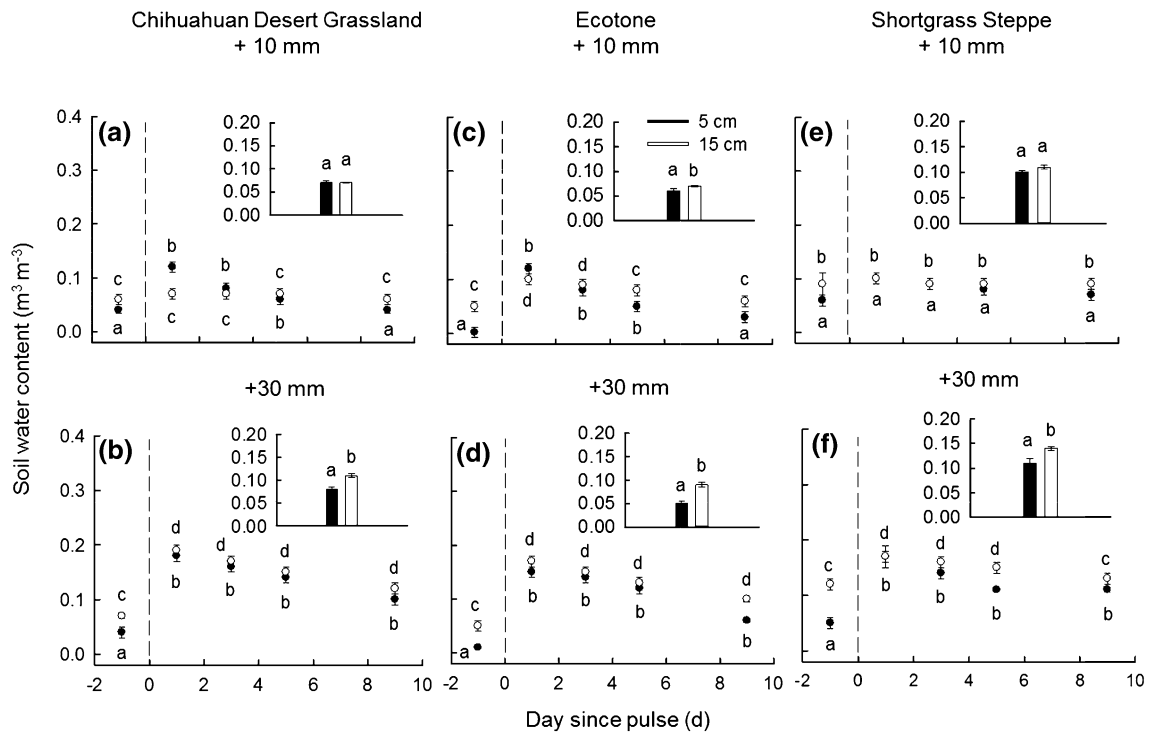 Chihuahuan Desert Grassland
+ 10 mm
Ecotone
+ 10 mm
Shortgrass Steppe
+ 10 mm
Soil water content (m³ m⁻³)
(a)
0.4
0.3
0.2
0.1
0.0
0.20
0.15
0.10
0.05
0.00
a a
c b b c c
a c c b a
(c)
0.20
0.15
0.10
0.05
0.00
5 cm
15 cm
a b
c b d c c
a d b b a
(e)
0.20
0.15
0.10
0.05
0.00
a a
b b b b b
a a a a a
+30 mm
(b)
0.4
0.3
0.2
0.1
0.0
0.20
0.15
0.10
0.05
0.00
a b
c d d d d
a b b b b
-2 0 2 4 6 8 10
+30 mm
(d)
0.20
0.15
0.10
0.05
0.00
a b
c d d d d
a b b b b
-2 0 2 4 6 8 10
+30 mm
(f)
0.20
0.15
0.10
0.05
0.00
a b
c d d d c
a b b b b
-2 0 2 4 6 8 10
Day since pulse (d)